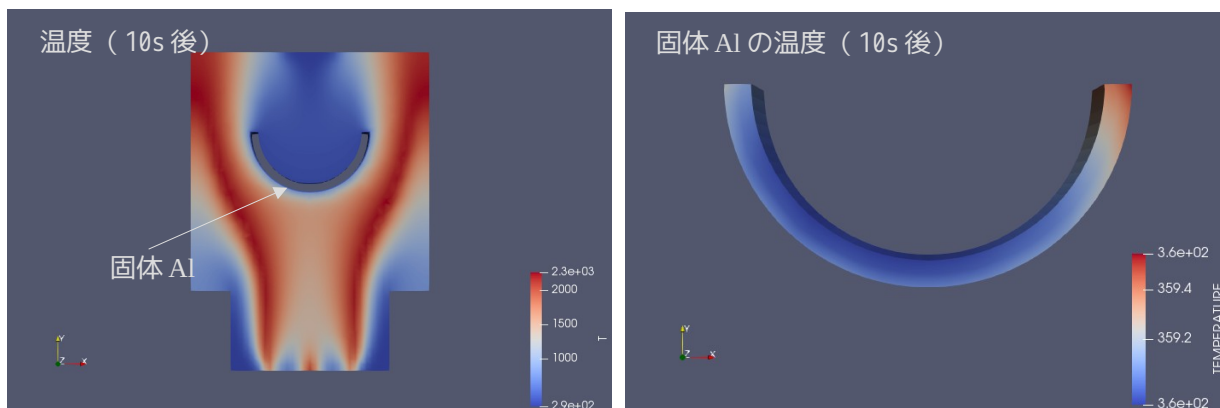 温度（ 10s 後）
固体 Al
2.3e+03
2000
1500
1000
2.9e+02
T
Y
Z
X
固体 Al の温度（ 10s 後）
3.6e+02
359.4
359.2
3.6e+02
TEMPERATURE
Y
Z
X